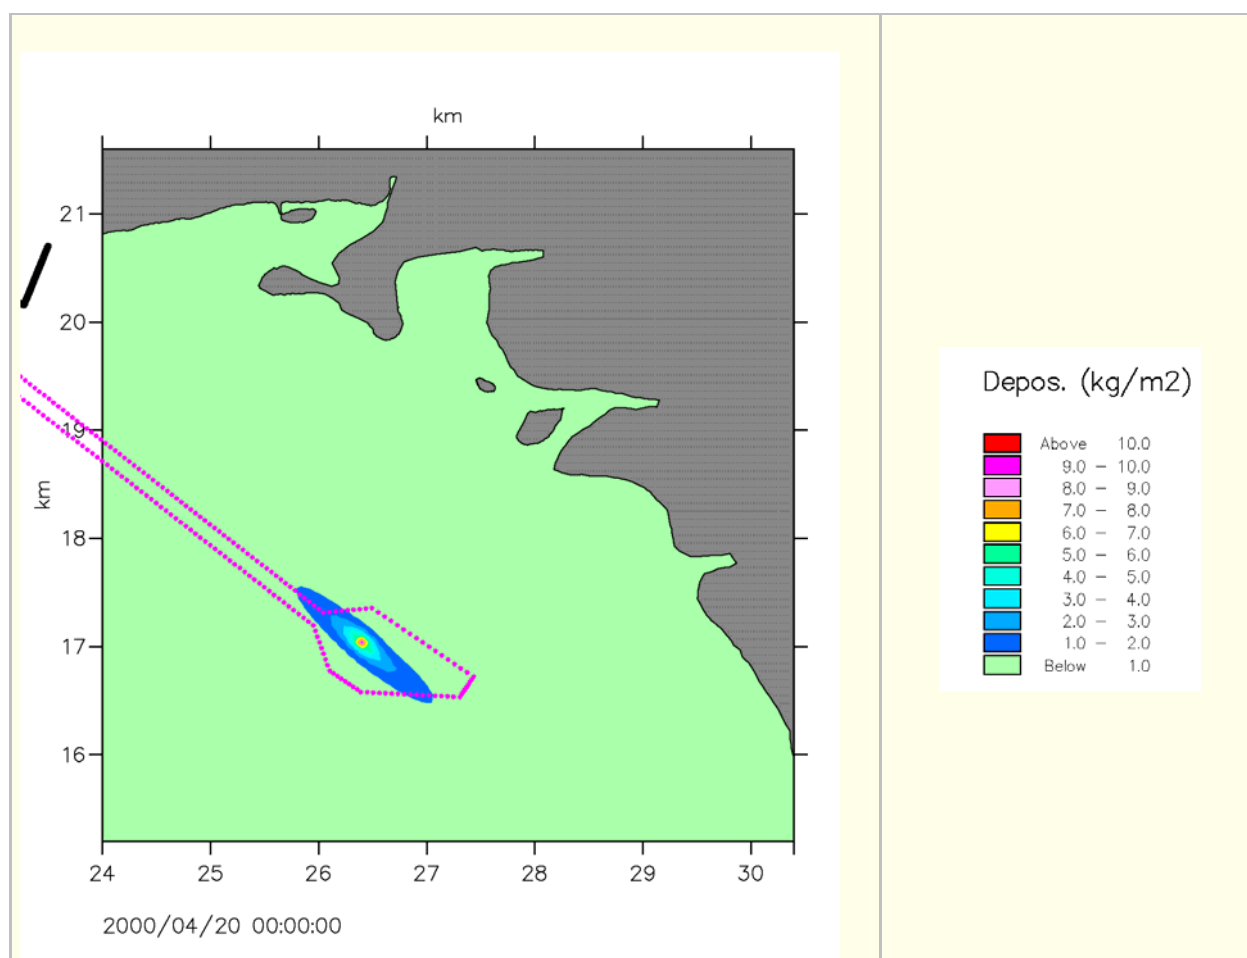 km
21
20
19
18
17
16
km
24 25 26 27 28 29 30
2000/04/20 00:00:00
Depos. (kg/m2)
Above 10.0
9.0 – 10.0
8.0 – 9.0
7.0 – 8.0
6.0 – 7.0
5.0 – 6.0
4.0 – 5.0
3.0 – 4.0
2.0 – 3.0
1.0 – 2.0
Below 1.0